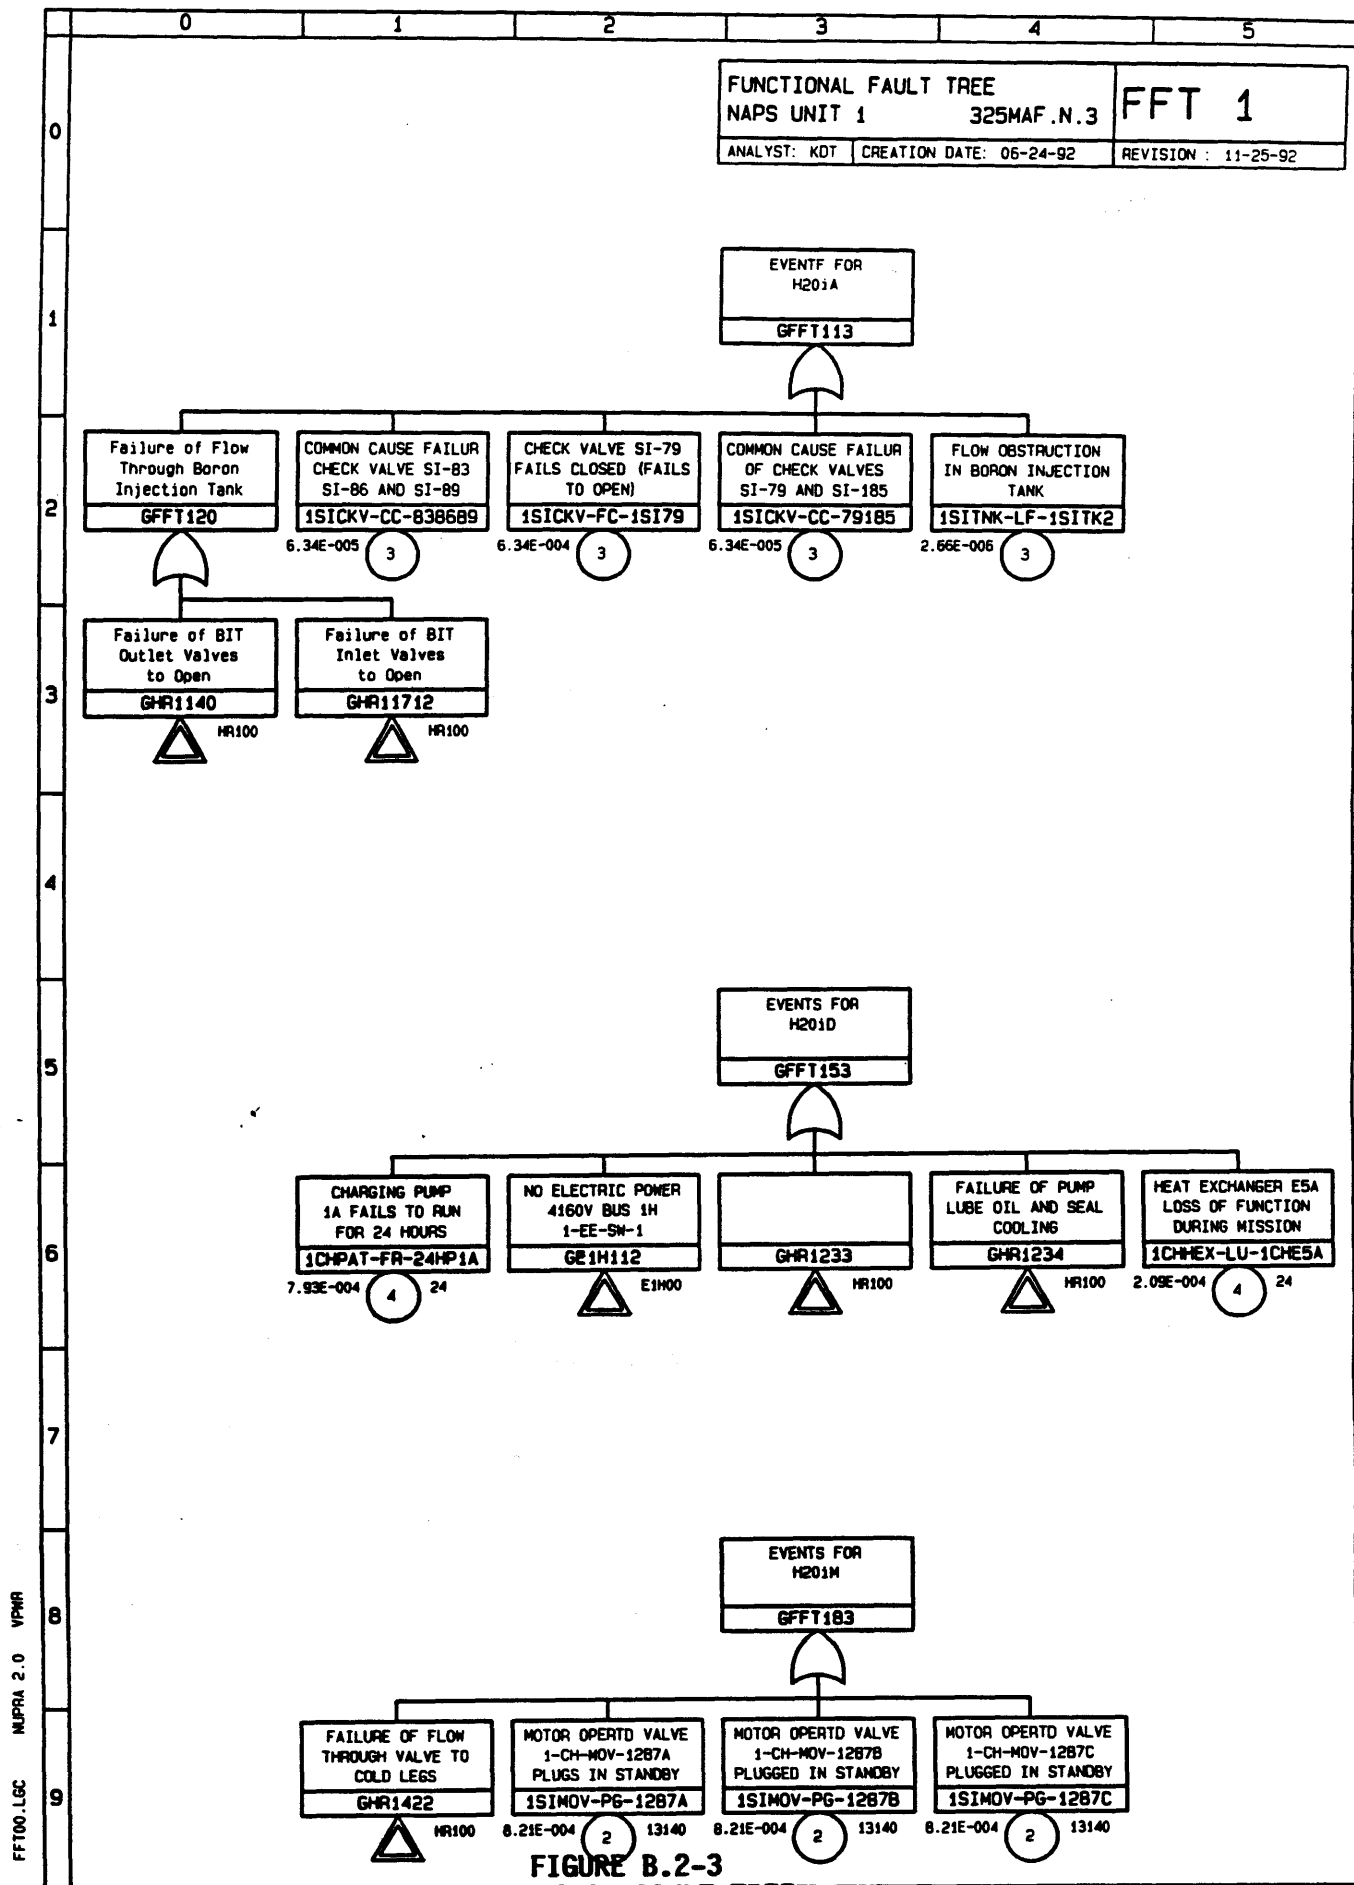 0 1 2 3 4 5
FUNCTIONAL FAULT TREE
NAPS UNIT 1 325MAF.N.3
FFT 1
ANALYST: KDT CREATION DATE: 06-24-92 REVISION : 11-25-92
0
1
2
3
4
5
6
7
8
9
EVENTF FOR
H20iA
GFFT113
Failure of Flow
Through Boron
Injection Tank
GFFT120
COMMON CAUSE FAILUR
CHECK VALVE SI-83
SI-86 AND SI-89
1SICKV-CC-838689
6.34E-005
3
CHECK VALVE SI-79
FAILS CLOSED (FAILS
TO OPEN)
1SICKV-FC-1SI79
6.34E-004
3
COMMON CAUSE FAILUR
OF CHECK VALVES
SI-79 AND SI-185
1SICKV-CC-79185
6.34E-005
3
FLOW OBSTRUCTION
IN BORON INJECTION
TANK
1SITNK-LF-1SITK2
2.66E-006
3
Failure of BIT
Outlet Valves
to Open
GHR1140
HR100
Failure of BIT
Inlet Valves
to Open
GHR11712
HR100
EVENTS FOR
H20iD
GFFT153
CHARGING PUMP
1A FAILS TO RUN
FOR 24 HOURS
1CHPAT-FR-24HP1A
7.93E-004
4
24
NO ELECTRIC POWER
4160V BUS 1H
1-EE-SW-1
GE1H112
E1H00
GHR1233
HR100
FAILURE OF PUMP
LUBE OIL AND SEAL
COOLING
GHR1234
HR100
HEAT EXCHANGER E5A
LOSS OF FUNCTION
DURING MISSION
1CHHEX-LU-1CHE5A
2.09E-004
4
24
EVENTS FOR
H20iM
GFFT183
FAILURE OF FLOW
THROUGH VALVE TO
COLD LEGS
GHR1422
HR100
MOTOR OPERTD VALVE
1-CH-MOV-1287A
PLUGS IN STANDBY
1SIMOV-PG-1287A
8.21E-004
2
13140
MOTOR OPERTD VALVE
1-CH-MOV-1287B
PLUGGED IN STANDBY
1SIMOV-PG-1287B
8.21E-004
2
13140
MOTOR OPERTD VALVE
1-CH-MOV-1287C
PLUGGED IN STANDBY
1SIMOV-PG-1287C
8.21E-004
2
13140
FFT00.LGC NUPRA 2.0 VPWR
FIGURE B.2-3